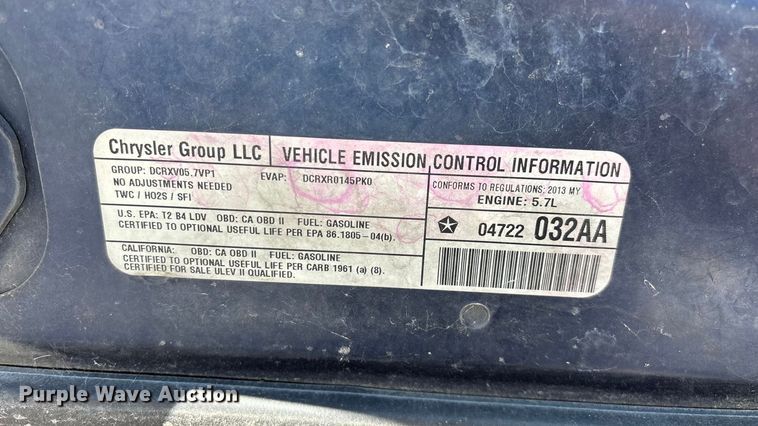 Chrysler Group LLC
VEHICLE EMISSION CONTROL INFORMATION
GROUP: DCRXV05.7VP1 EVAP: DCRXR0145PK0
NO ADJUSTMENTS NEEDED
TWC / HO2S / SFI
CONFORMS TO REGULATIONS; 2013 MY
ENGINE: 5.7L
U.S. EPA: T2 B4 LDV OBD: CA OBD II FUEL: GASOLINE
CERTIFIED TO OPTIONAL USEFUL LIFE PER EPA 86.1805-04(b).
04722 032AA
CALIFORNIA: OBD: CA OBD II FUEL: GASOLINE
CERTIFIED TO OPTIONAL USEFUL LIFE PER CARB 1961 (a) (8).
CERTIFIED FOR SALE ULEV II QUALIFIED.
Purple Wave Auction